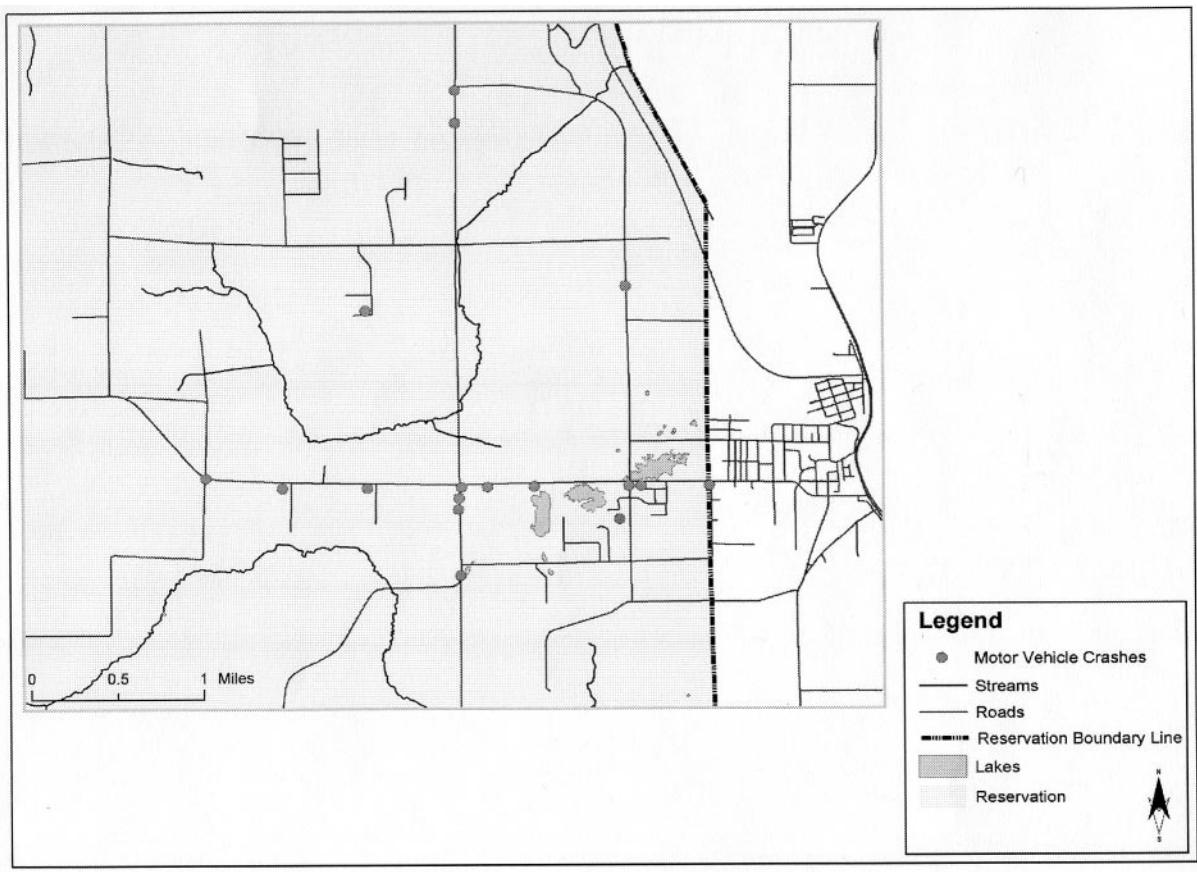 0 0.5 1 Miles
Legend
Motor Vehicle Crashes
Streams
Roads
Reservation Boundary Line
Lakes
Reservation
N
S